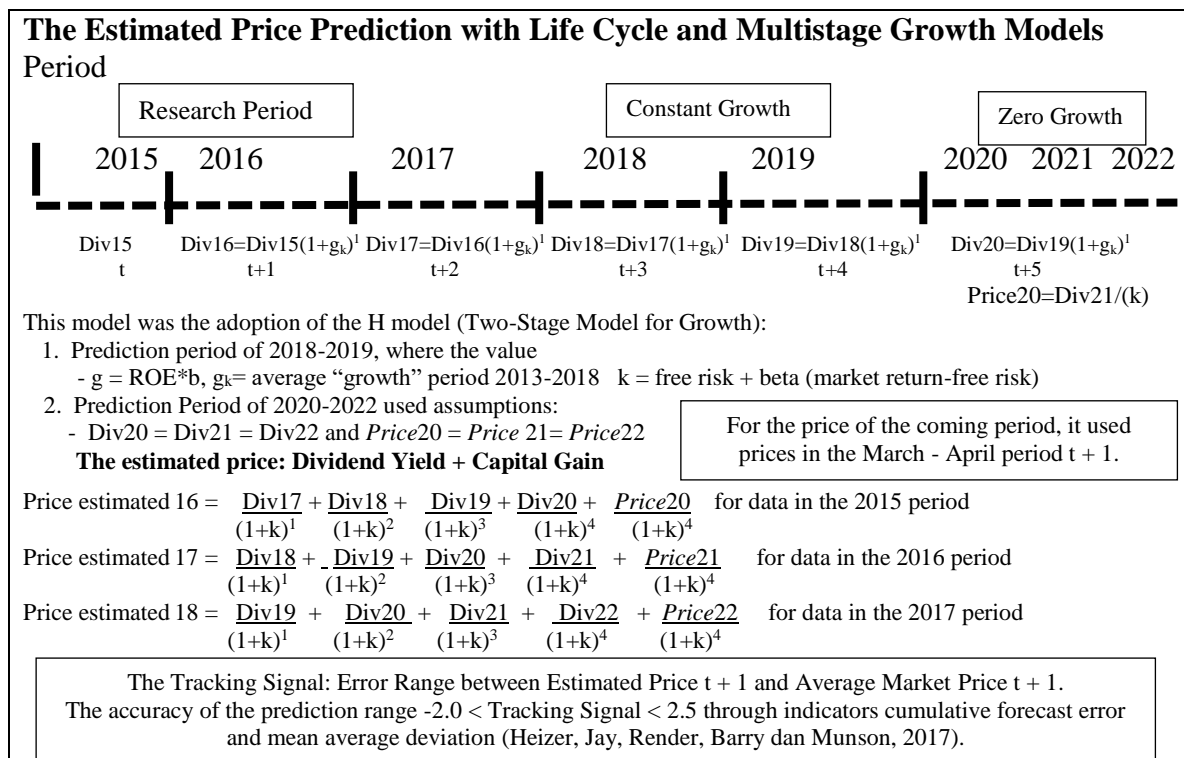 The Estimated Price Prediction with Life Cycle and Multistage Growth Models
Period
Research Period
Constant Growth
Zero Growth
2015 2016 2017 2018 2019 2020 2021 2022
Div15 Div16=Div15(1+gk)¹ Div17=Div16(1+gk)¹ Div18=Div17(1+gk)¹ Div19=Div18(1+gk)¹ Div20=Div19(1+gk)¹
t t+1 t+2 t+3 t+4 t+5
Price20=Div21/(k)
This model was the adoption of the H model (Two-Stage Model for Growth):
1. Prediction period of 2018-2019, where the value
- g = ROE*b, gk= average “growth” period 2013-2018 k = free risk + beta (market return-free risk)
2. Prediction Period of 2020-2022 used assumptions:
- Div20 = Div21 = Div22 and Price20 = Price 21= Price22
The estimated price: Dividend Yield + Capital Gain
For the price of the coming period, it used
prices in the March - April period t + 1.
Price estimated 16 = Div17 + Div18 + Div19 + Div20 + Price20 for data in the 2015 period
(1+k)¹ (1+k)² (1+k)³ (1+k)⁴ (1+k)⁴
Price estimated 17 = Div18 + Div19 + Div20 + Div21 + Price21 for data in the 2016 period
(1+k)¹ (1+k)² (1+k)³ (1+k)⁴ (1+k)⁴
Price estimated 18 = Div19 + Div20 + Div21 + Div22 + Price22 for data in the 2017 period
(1+k)¹ (1+k)² (1+k)³ (1+k)⁴ (1+k)⁴
The Tracking Signal: Error Range between Estimated Price t + 1 and Average Market Price t + 1.
The accuracy of the prediction range -2.0 < Tracking Signal < 2.5 through indicators cumulative forecast error
and mean average deviation (Heizer, Jay, Render, Barry dan Munson, 2017).